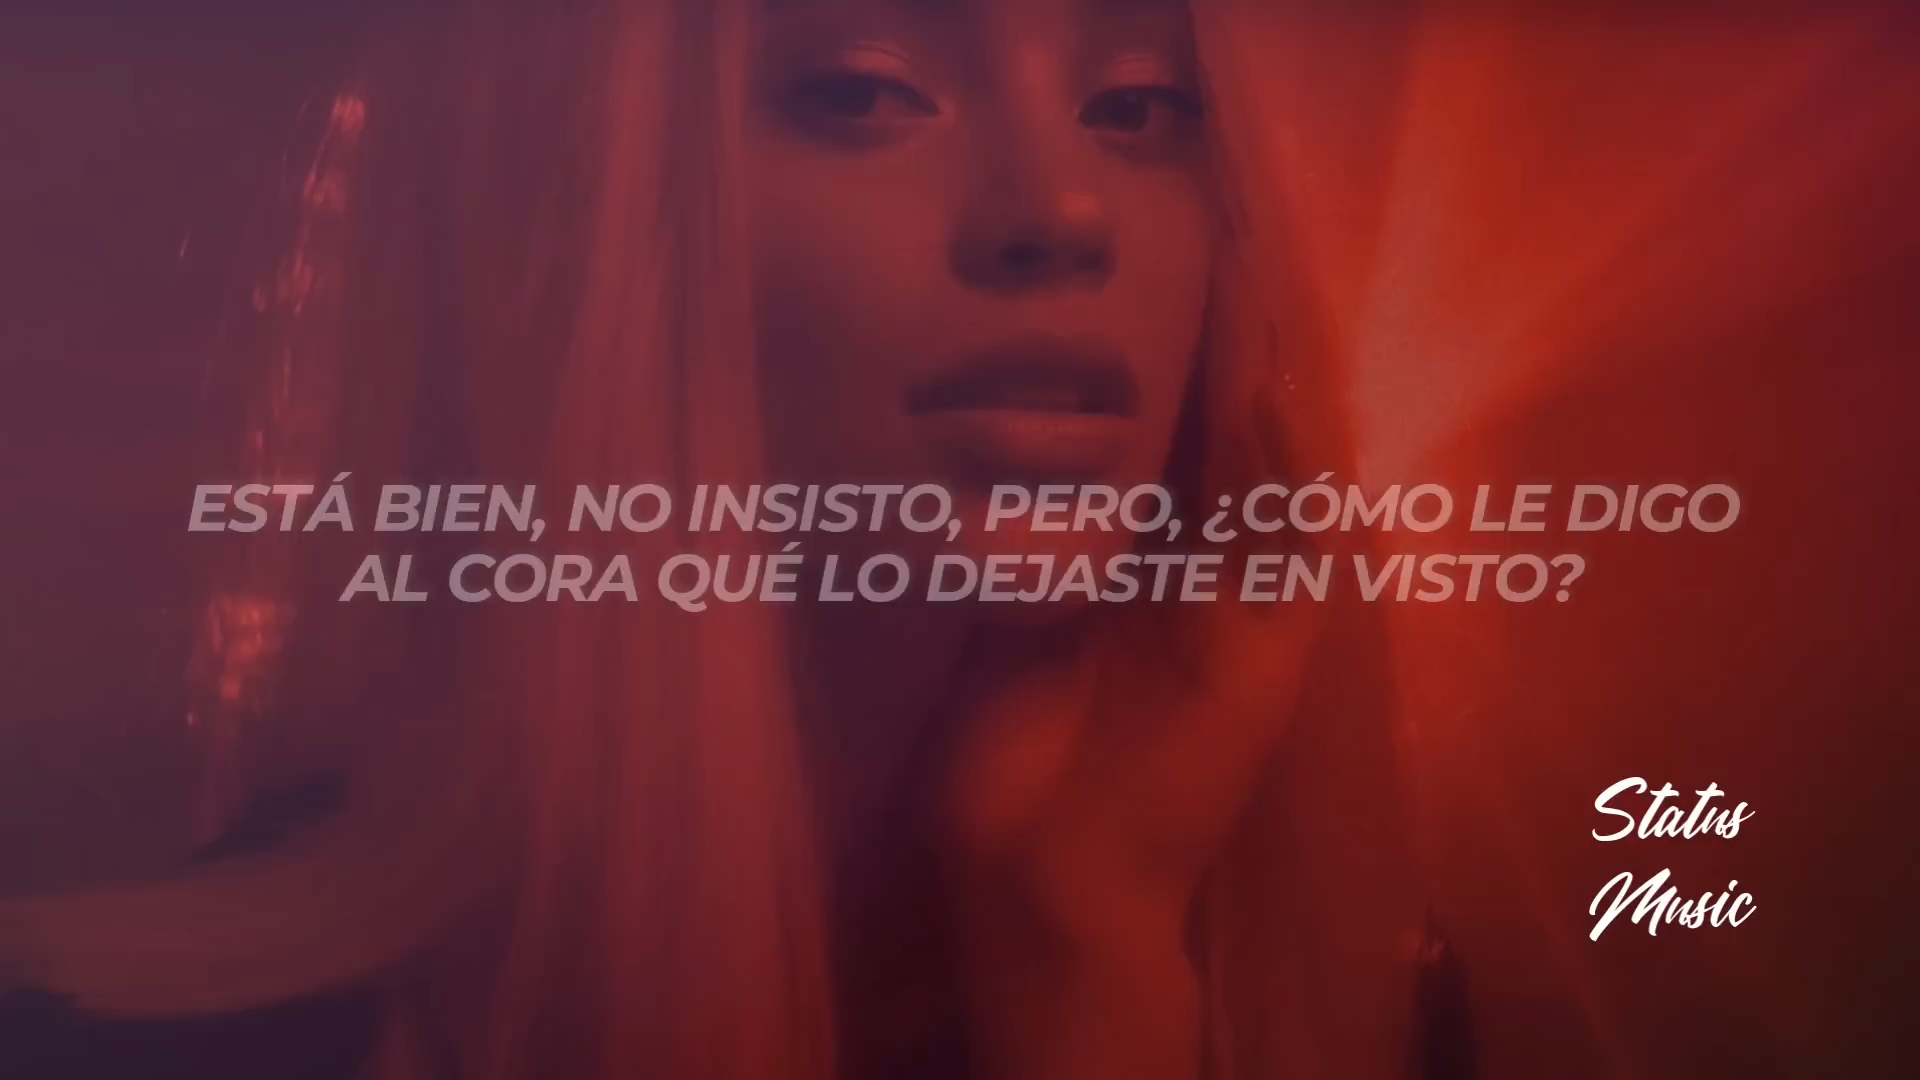 ESTÁ BIEN, NO INSISTO, PERO, ¿CÓMO LE DIGO
AL CORA QUÉ LO DEJASTE EN VISTO?
Status
Music